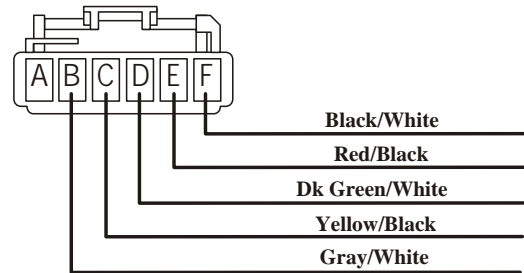 A B C D E F
Black/White
Red/Black
Dk Green/White
Yellow/Black
Gray/White